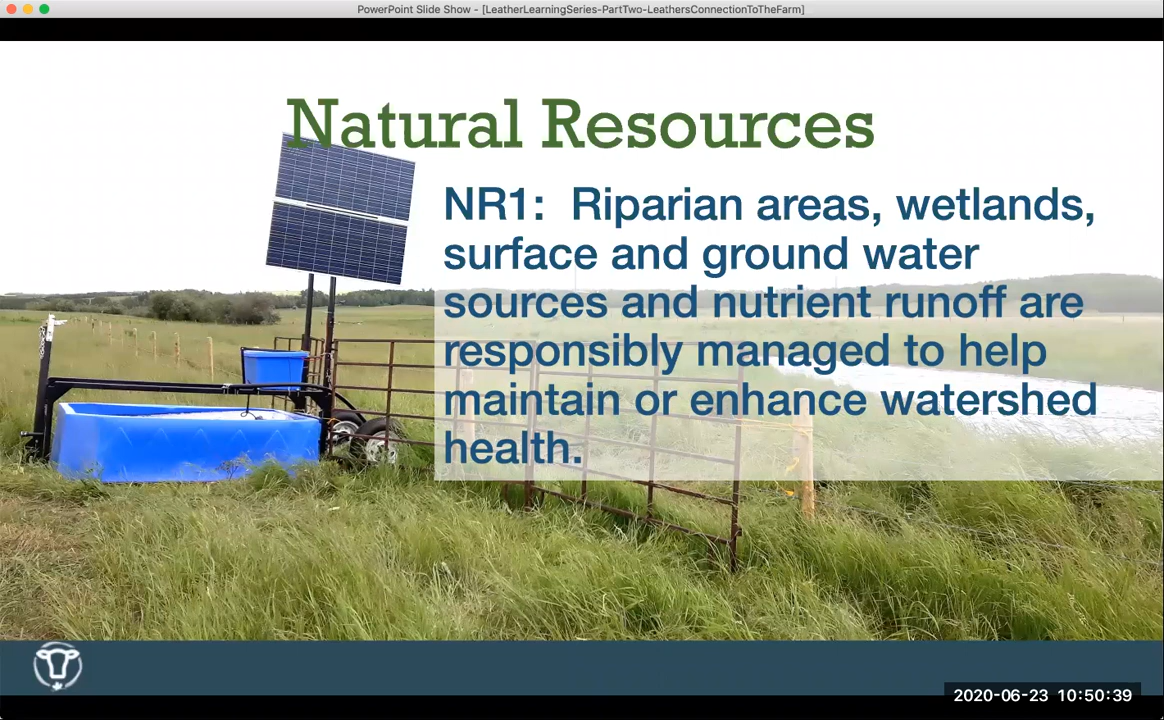 PowerPoint Slide Show - [LeatherLearningSeries-PartTwo-LeathersConnectionToTheFarm]
Natural Resources
NR1: Riparian areas, wetlands,
surface and ground water
sources and nutrient runoff are
responsibly managed to help
maintain or enhance watershed
health.
2020-06-23 10:50:39